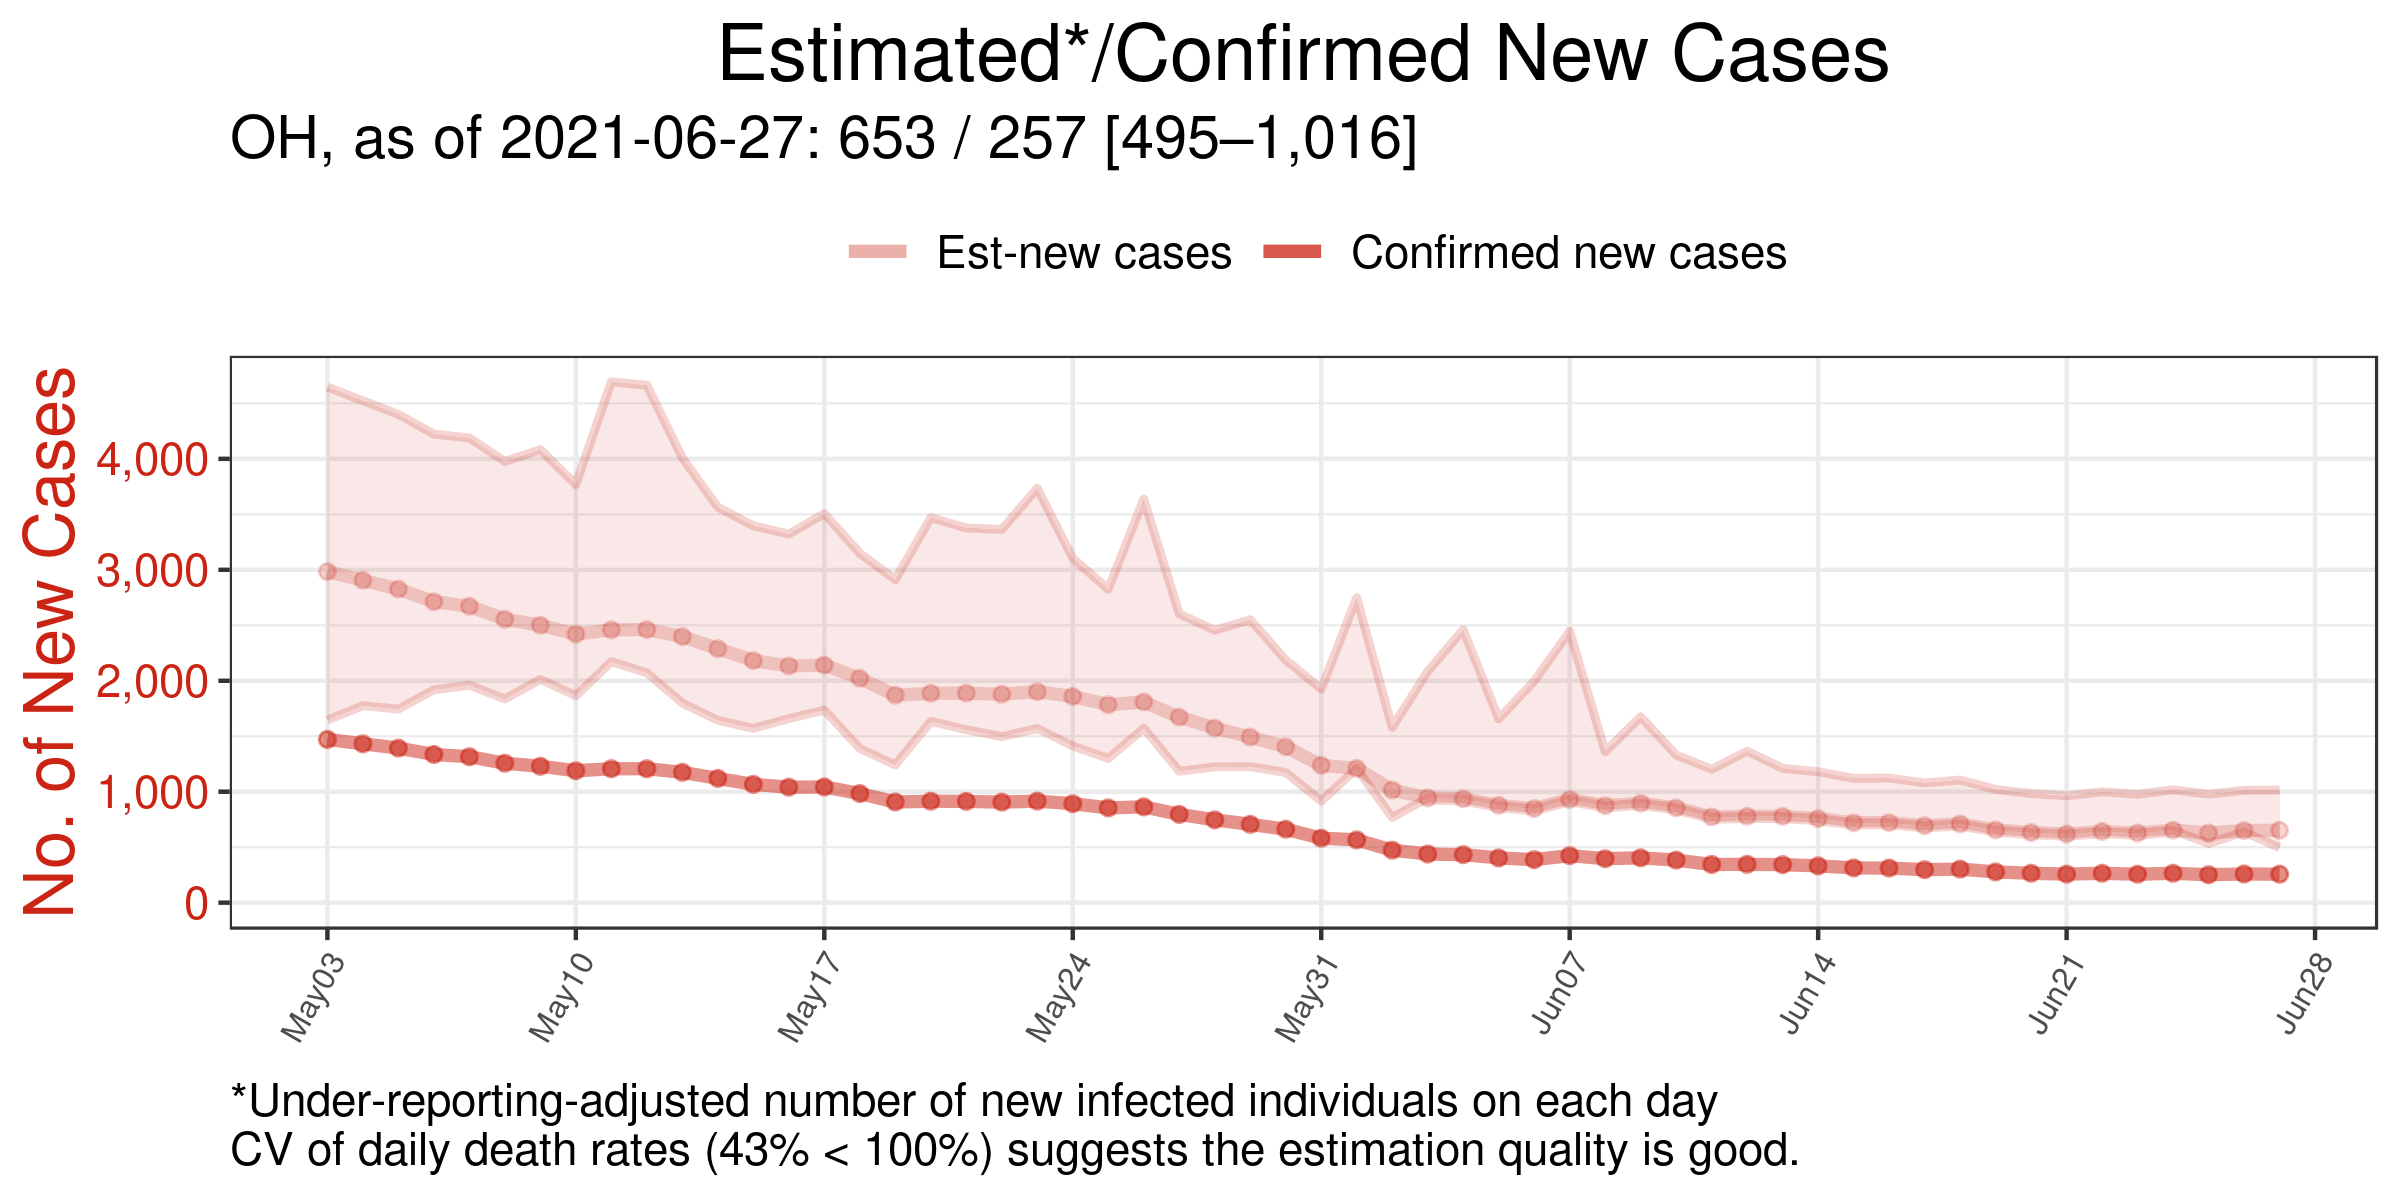 Estimated*/Confirmed New Cases
OH, as of 2021-06-27: 653 / 257 [495–1,016]
Est-new cases
Confirmed new cases
No. of New Cases
4,000
3,000
2,000
1,000
0
May03
May10
May17
May24
May31
Jun07
Jun14
Jun21
Jun28
*Under-reporting-adjusted number of new infected individuals on each day
CV of daily death rates (43% < 100%) suggests the estimation quality is good.